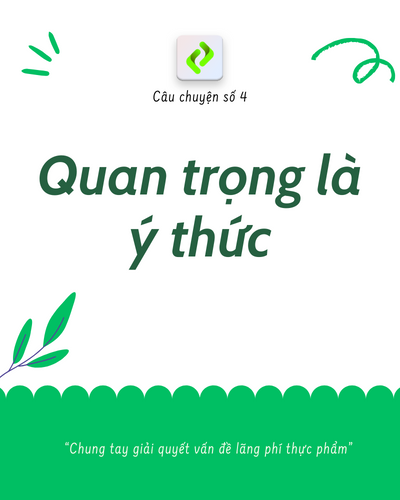 Câu chuyện số 4
Quan trọng là
ý thức
“Chung tay giải quyết vấn đề lãng phí thực phẩm”